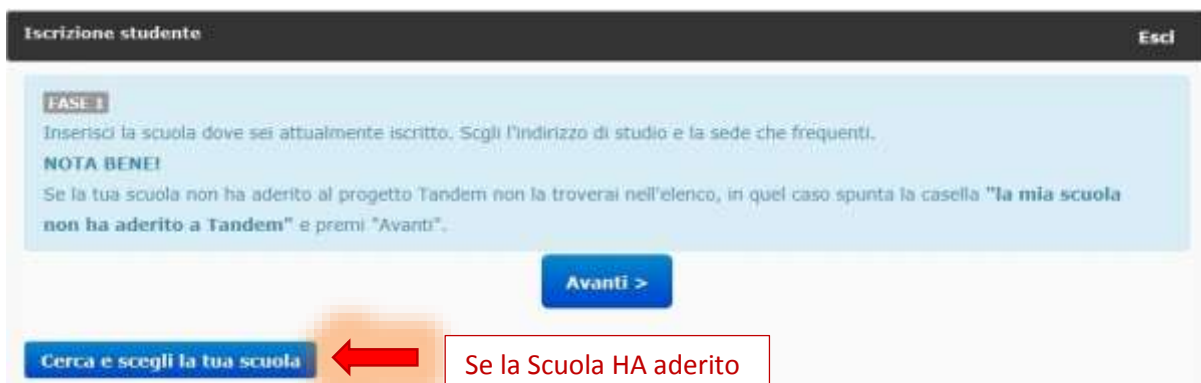 Iscrizione studente
Esci
FASE 1
Inserisci la scuola dove sei attualmente iscritto. Scgli l'indirizzo di studio e la sede che frequenti.
NOTA BENE!
Se la tua scuola non ha aderito al progetto Tandem non la troverai nell'elenco, in quel caso spunta la casella "la mia scuola
non ha aderito a Tandem" e premi "Avanti".
Avanti >
Cerca e scegli la tua scuola
Se la Scuola HA aderito